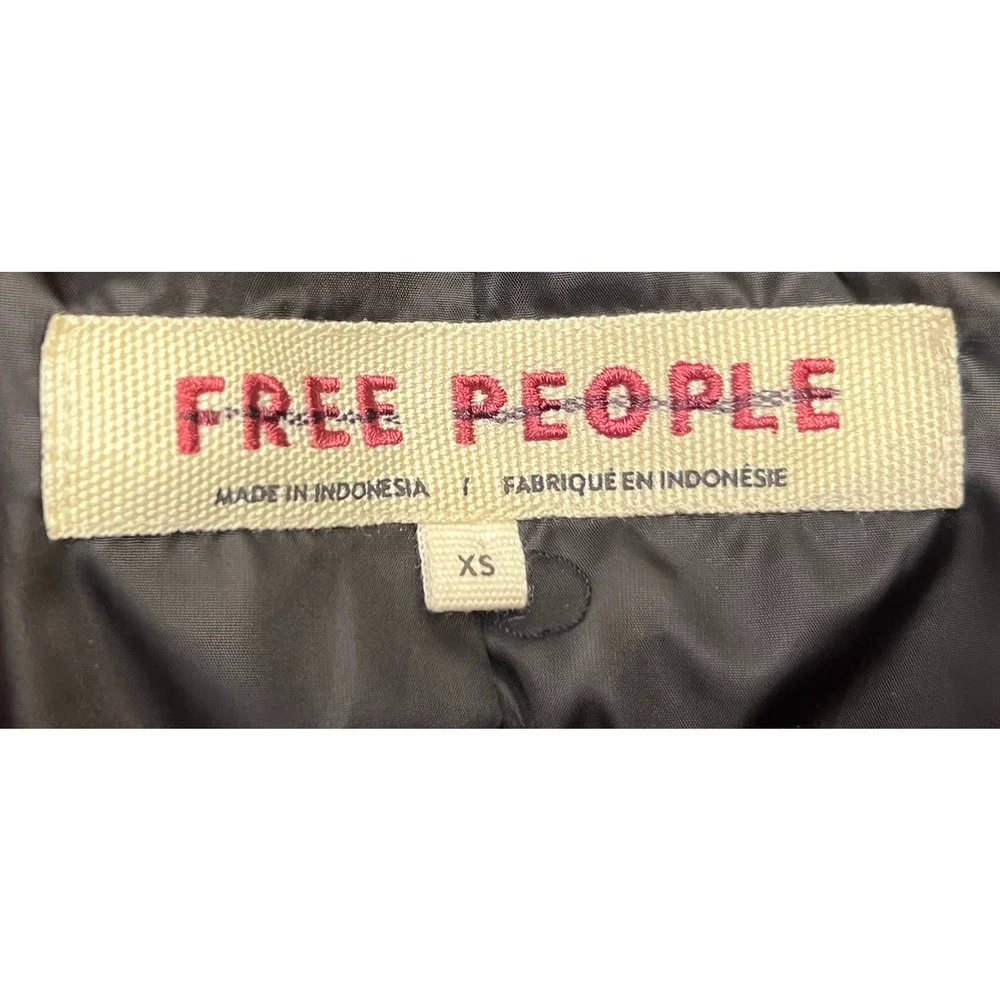 FREE PEOPLE
MADE IN INDONESIA / FABRIQUÉ EN INDONÉSIE
XS